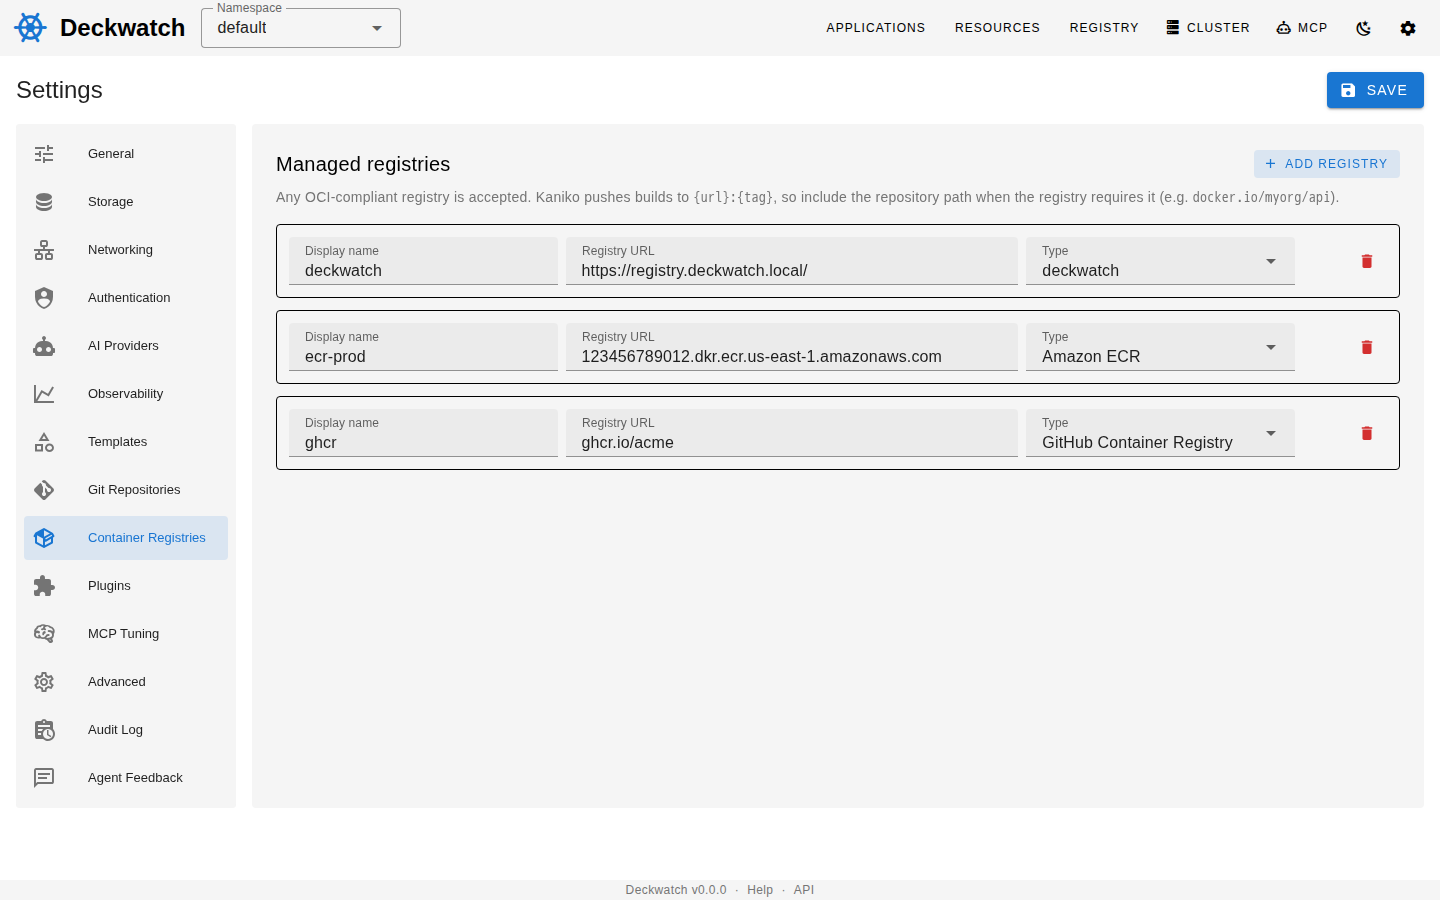 Deckwatch
Namespace
default
APPLICATIONS
RESOURCES
REGISTRY
CLUSTER
MCP
Settings
SAVE
General
Storage
Networking
Authentication
AI Providers
Observability
Templates
Git Repositories
Container Registries
Plugins
MCP Tuning
Advanced
Audit Log
Agent Feedback
Managed registries
ADD REGISTRY
Any OCI-compliant registry is accepted. Kaniko pushes builds to {url}:{tag}, so include the repository path when the registry requires it (e.g. docker.io/myorg/api).
Display name
deckwatch
Registry URL
https://registry.deckwatch.local/
Type
deckwatch
Display name
ecr-prod
Registry URL
123456789012.dkr.ecr.us-east-1.amazonaws.com
Type
Amazon ECR
Display name
ghcr
Registry URL
ghcr.io/acme
Type
GitHub Container Registry
Deckwatch v0.0.0 · Help · API